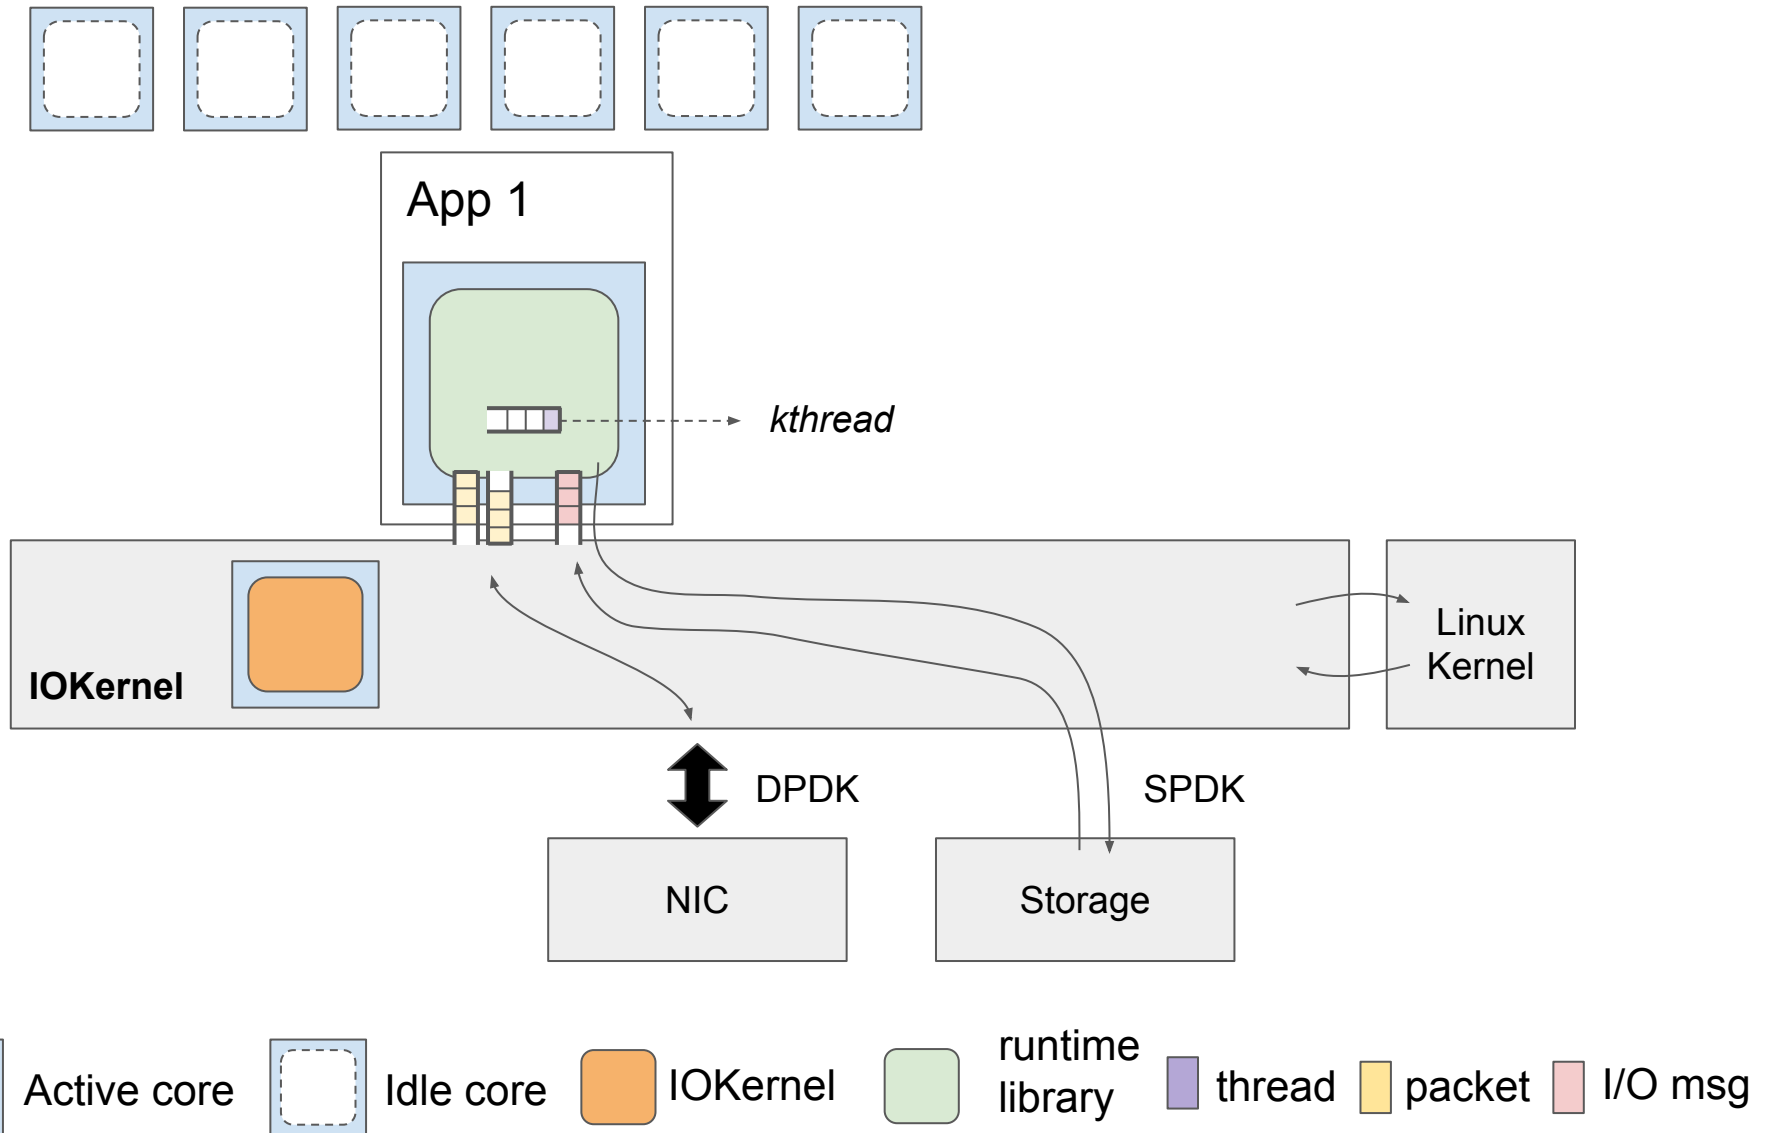 App 1
kthread
IOKernel
Linux
Kernel
DPDK
SPDK
NIC
Storage
Active core
Idle core
IOKernel
runtime
library
thread
packet
I/O msg